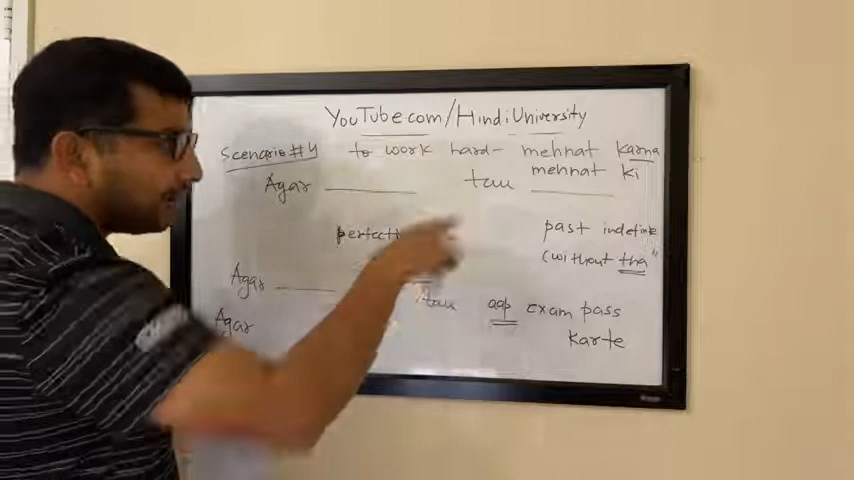 YouTube.com/HindiUniversity
Scenario #4 to work hard- mehnat karna
mehnat ki
Agar tau
past indefinite
(without tha)
Agar
tau aap exam pass
karte
Agar